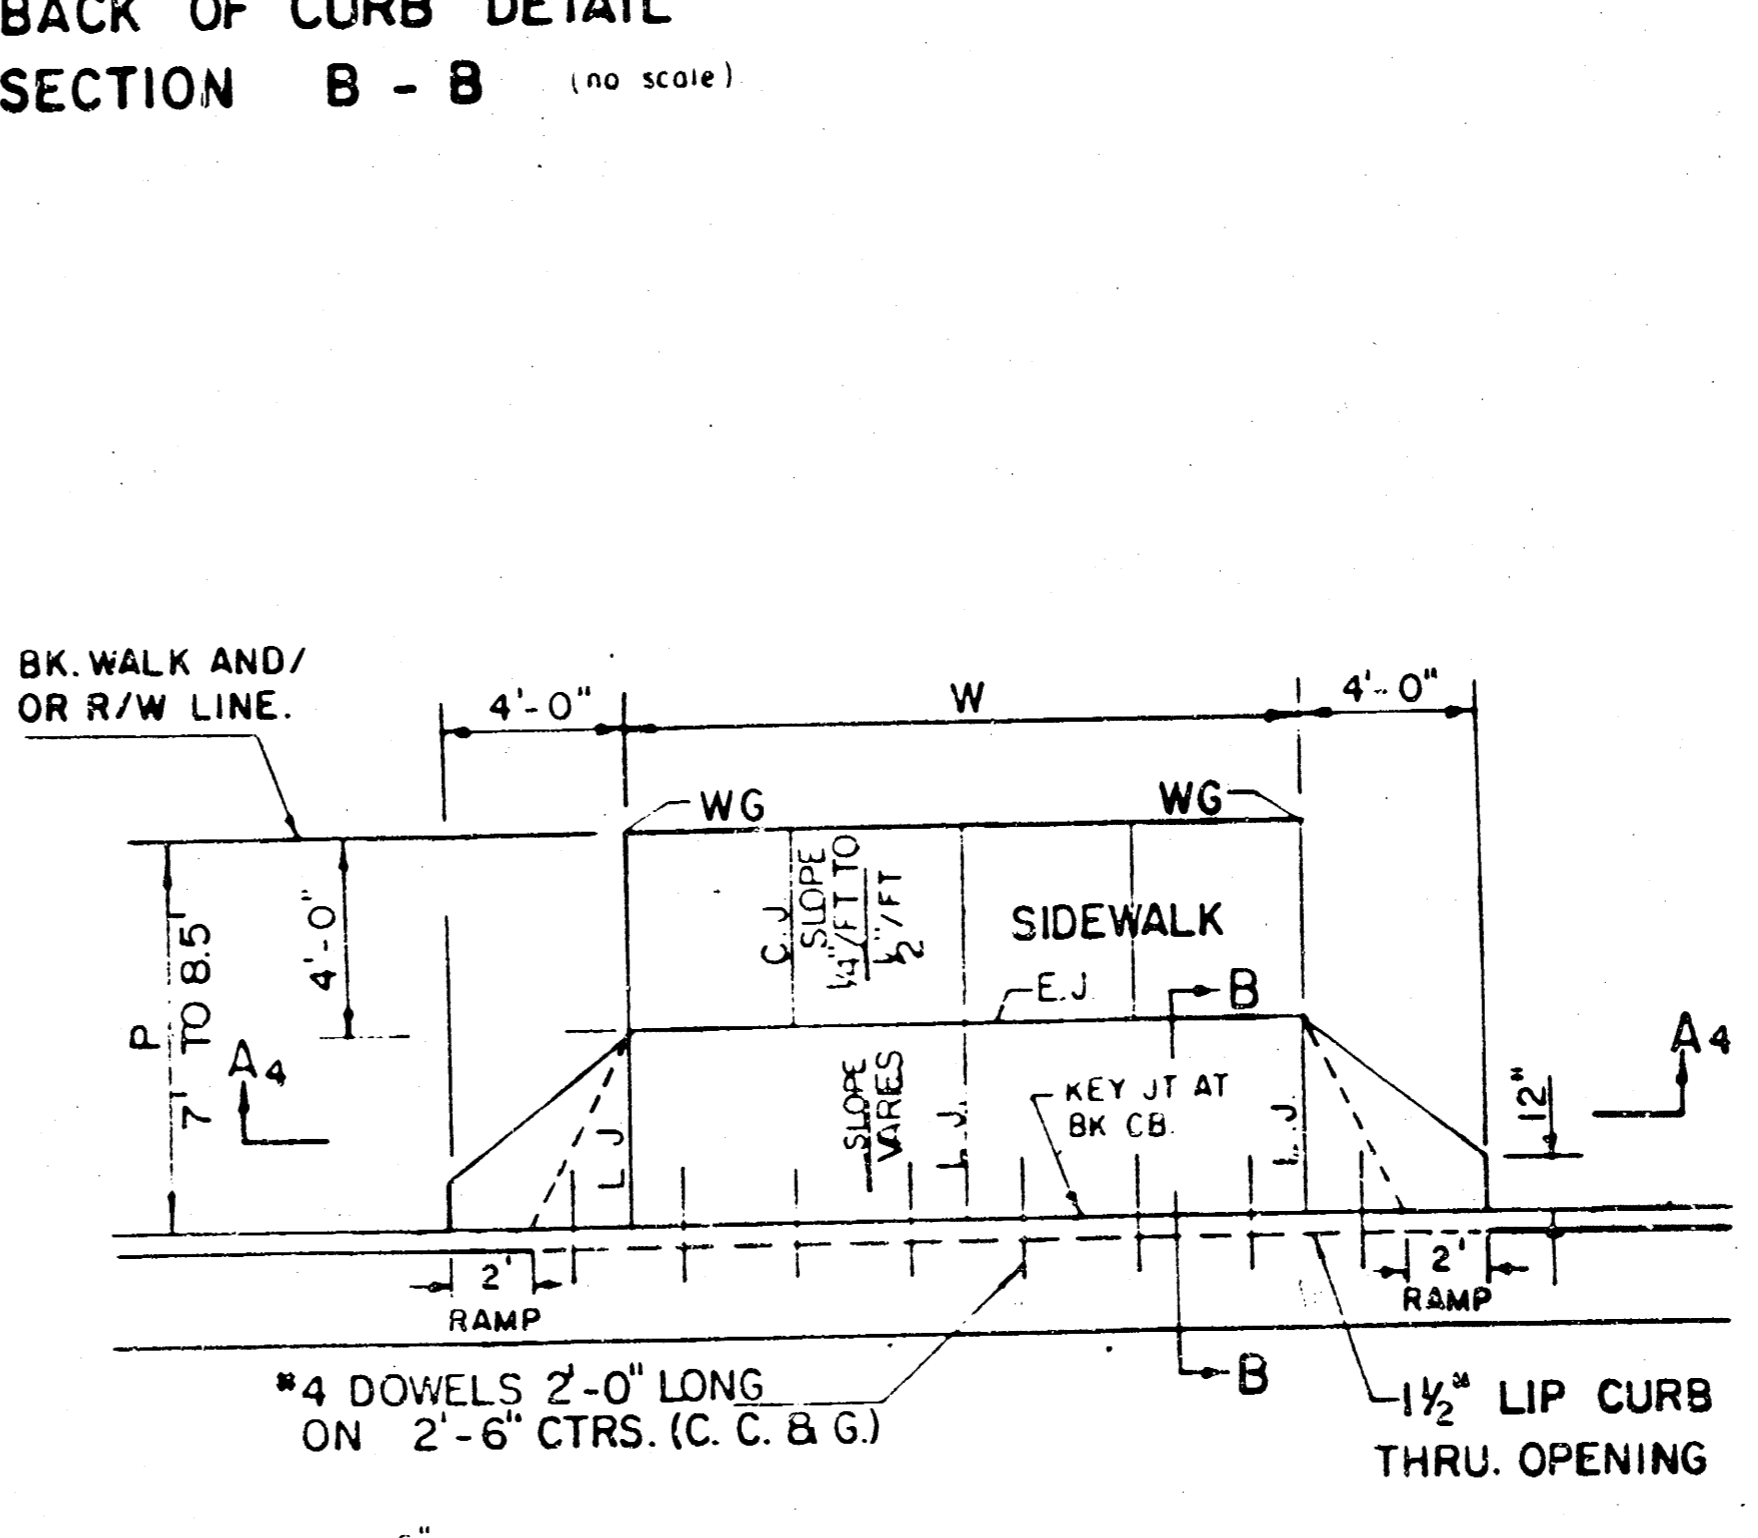 BACK OF CURB DETAIL
SECTION B - B (no scale)
BK. WALK AND/
OR R/W LINE.
4'-0"
W
4'-0"
WG
WG
P
7' TO 8.5'
4'-0"
C.J.
SLOPE
1/4"/FT TO
1/2"/FT
SIDEWALK
E.J.
B
A4
A4
12"
SLOPE
VARES
L.J.
L.J.
L.J.
KEY JT AT
BK CB.
2'
RAMP
2'
RAMP
#4 DOWELS 2'-0" LONG
ON 2'-6" CTRS. (C. C. & G.)
B
1 1/2" LIP CURB
THRU. OPENING